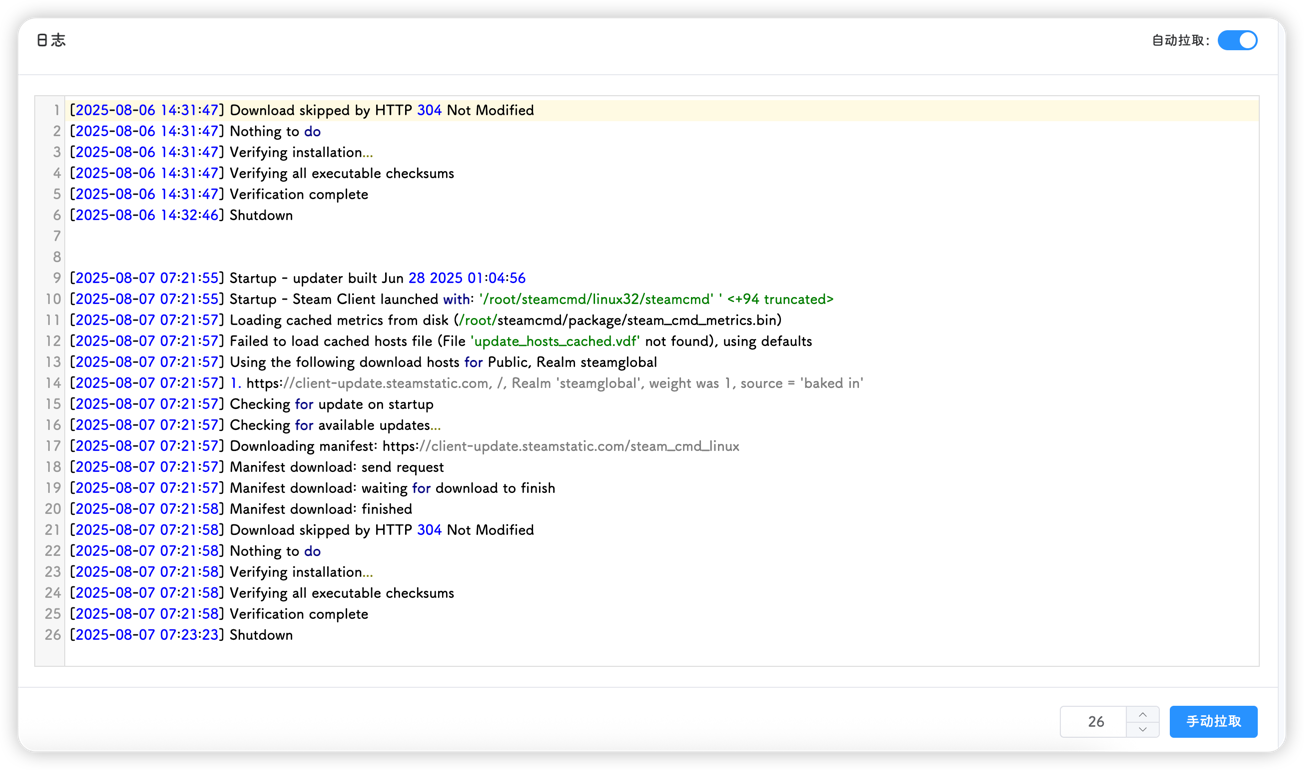 日志
自动拉取:
1 [2025-08-06 14:31:47] Download skipped by HTTP 304 Not Modified
2 [2025-08-06 14:31:47] Nothing to do
3 [2025-08-06 14:31:47] Verifying installation...
4 [2025-08-06 14:31:47] Verifying all executable checksums
5 [2025-08-06 14:31:47] Verification complete
6 [2025-08-06 14:32:46] Shutdown
7
8
9 [2025-08-07 07:21:55] Startup - updater built Jun 28 2025 01:04:56
10 [2025-08-07 07:21:55] Startup - Steam Client launched with: '/root/steamcmd/linux32/steamcmd' ' <+94 truncated>
11 [2025-08-07 07:21:57] Loading cached metrics from disk (/root/steamcmd/package/steam_cmd_metrics.bin)
12 [2025-08-07 07:21:57] Failed to load cached hosts file (File 'update_hosts_cached.vdf' not found), using defaults
13 [2025-08-07 07:21:57] Using the following download hosts for Public, Realm steamglobal
14 [2025-08-07 07:21:57] 1. https://client-update.steamstatic.com, /, Realm 'steamglobal', weight was 1, source = 'baked in'
15 [2025-08-07 07:21:57] Checking for update on startup
16 [2025-08-07 07:21:57] Checking for available updates...
17 [2025-08-07 07:21:57] Downloading manifest: https://client-update.steamstatic.com/steam_cmd_linux
18 [2025-08-07 07:21:57] Manifest download: send request
19 [2025-08-07 07:21:57] Manifest download: waiting for download to finish
20 [2025-08-07 07:21:58] Manifest download: finished
21 [2025-08-07 07:21:58] Download skipped by HTTP 304 Not Modified
22 [2025-08-07 07:21:58] Nothing to do
23 [2025-08-07 07:21:58] Verifying installation...
24 [2025-08-07 07:21:58] Verifying all executable checksums
25 [2025-08-07 07:21:58] Verification complete
26 [2025-08-07 07:23:23] Shutdown
26
手动拉取